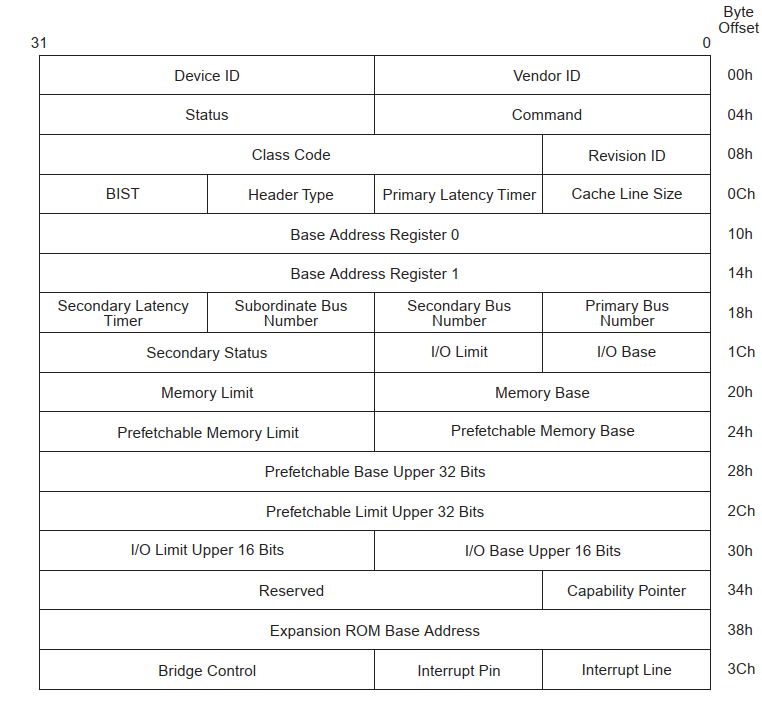 Byte
Offset
31 0
Device ID Vendor ID 00h
Status Command 04h
Class Code Revision ID 08h
BIST Header Type Primary Latency Timer Cache Line Size 0Ch
Base Address Register 0 10h
Base Address Register 1 14h
Secondary Latency Subordinate Bus Secondary Bus Primary Bus
Timer Number Number Number 18h
Secondary Status I/O Limit I/O Base 1Ch
Memory Limit Memory Base 20h
Prefetchable Memory Limit Prefetchable Memory Base 24h
Prefetchable Base Upper 32 Bits 28h
Prefetchable Limit Upper 32 Bits 2Ch
I/O Limit Upper 16 Bits I/O Base Upper 16 Bits 30h
Reserved Capability Pointer 34h
Expansion ROM Base Address 38h
Bridge Control Interrupt Pin Interrupt Line 3Ch